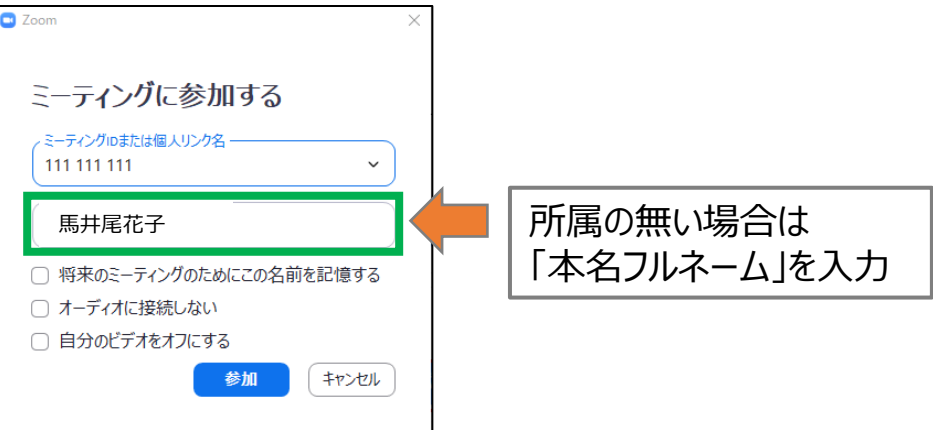 Zoom
ミーティングに参加する
ミーティングIDまたは個人リンク名
111 111 111
馬井尾花子
将来のミーティングのためにこの名前を記憶する
オーディオに接続しない
自分のビデオをオフにする
参加 キャンセル
所属の無い場合は
「本名フルネーム」を入力